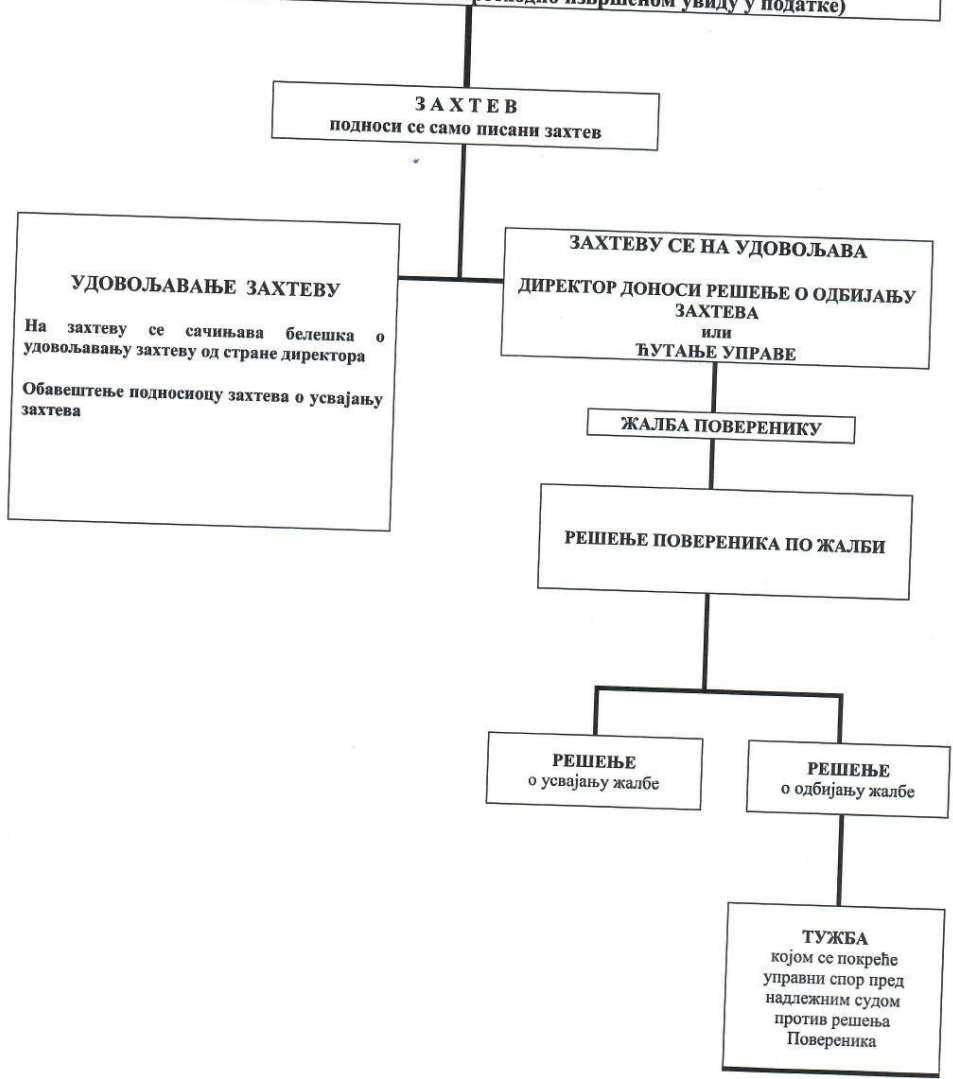 извршеном увиду у податке)
З А Х Т Е В
подноси се само писани захтев
УДОВОЉАВАЊЕ ЗАХТЕВУ
На захтеву се сачињава белешка о
удовољавању захтеву од стране директора
Обавештење подносиоцу захтева о усвајању
захтева
ЗАХТЕВУ СЕ НА УДОВОЉАВА
ДИРЕКТОР ДОНОСИ РЕШЕЊЕ О ОДБИЈАЊУ
ЗАХТЕВА
или
ЋУТАЊЕ УПРАВЕ
ЖАЛБА ПОВЕРЕНИКУ
РЕШЕЊЕ ПОВЕРЕНИКА ПО ЖАЛБИ
РЕШЕЊЕ
о усвајању жалбе
РЕШЕЊЕ
о одбијању жалбе
ТУЖБА
којом се покреће
управни спор пред
надлежним судом
против решења
Повереника